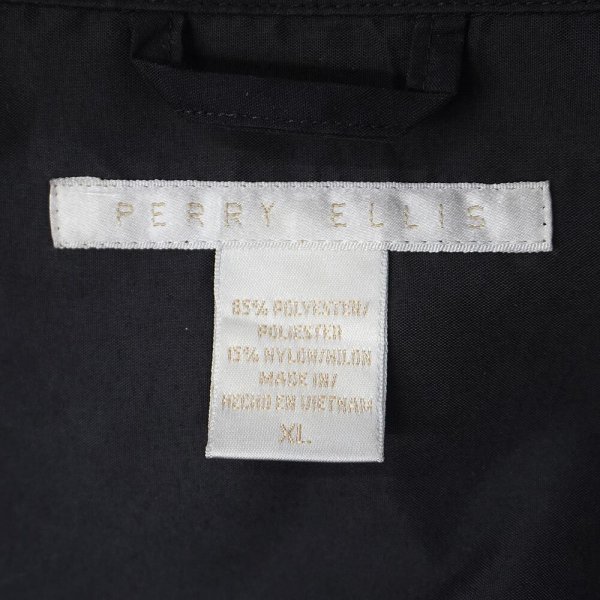 PERRY ELLIS
85% POLYESTER/
POLIESTER
15% NYLON/NILON
MADE IN/
HECHO EN VIETNAM
XL